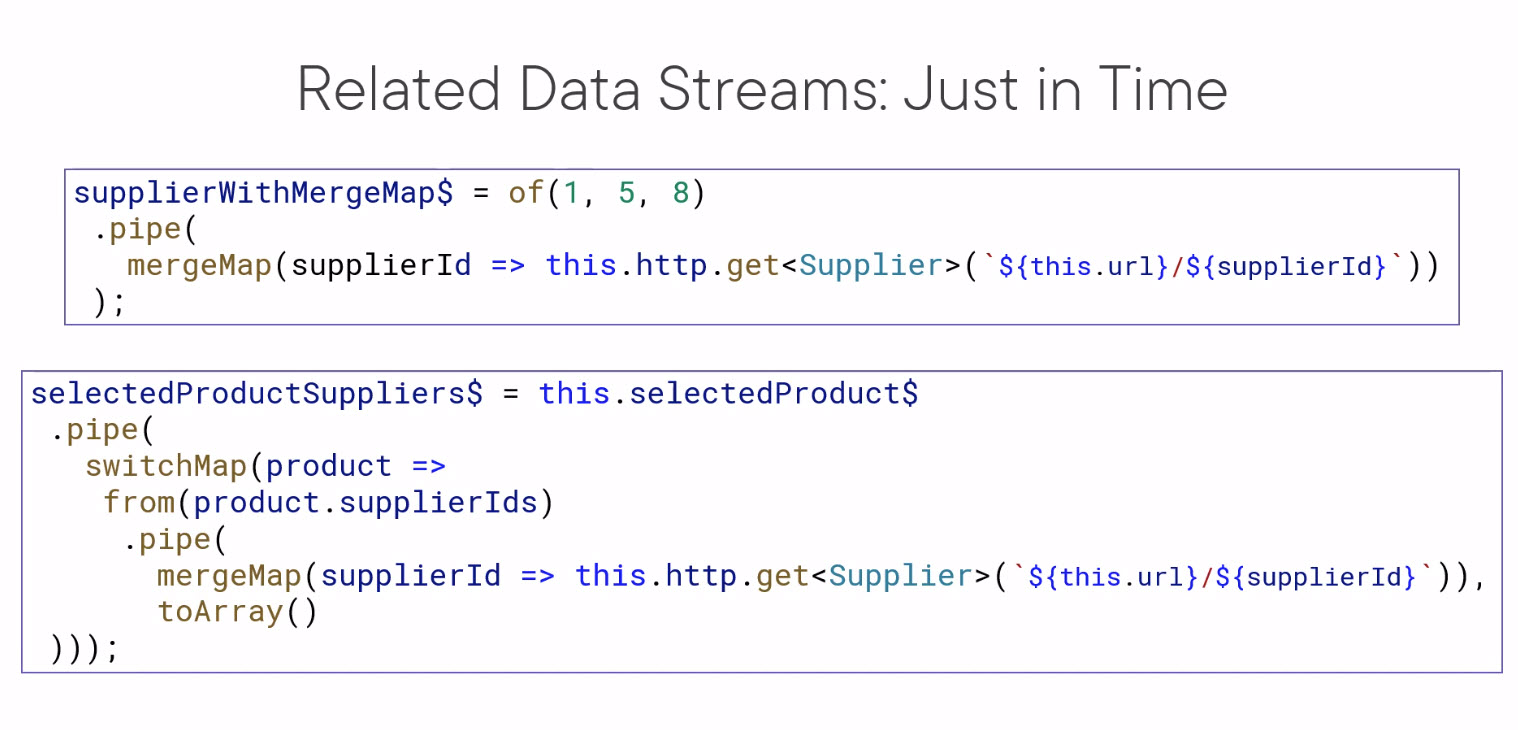 Related Data Streams: Just in Time
supplierWithMergeMap$ = of(1, 5, 8)
.pipe(
mergeMap(supplierId => this.http.get<Supplier>(`${this.url}/${supplierId}`))
);
selectedProductSuppliers$ = this.selectedProduct$
.pipe(
switchMap(product =>
from(product.supplierIds)
.pipe(
mergeMap(supplierId => this.http.get<Supplier>(`${this.url}/${supplierId}`)),
toArray()
)));